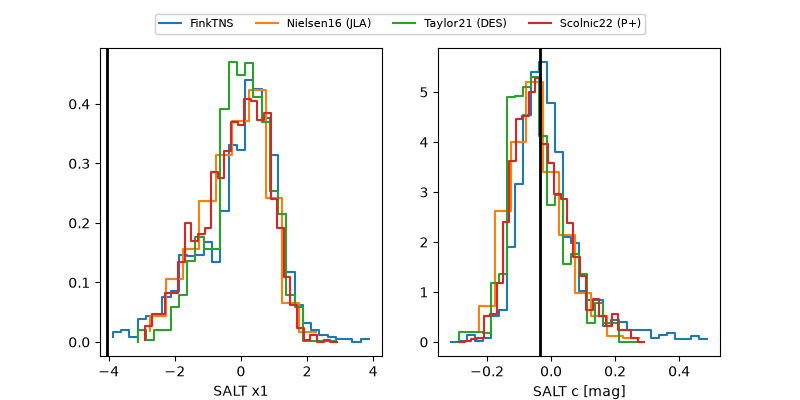 FinkTNS Nielsen16 (JLA) Taylor21 (DES) Scolnic22 (P+)
0.4
0.3
0.2
0.1
0.0
−4 −2 0 2 4
SALT x1
5
4
3
2
1
0
−0.2 0.0 0.2 0.4
SALT c [mag]